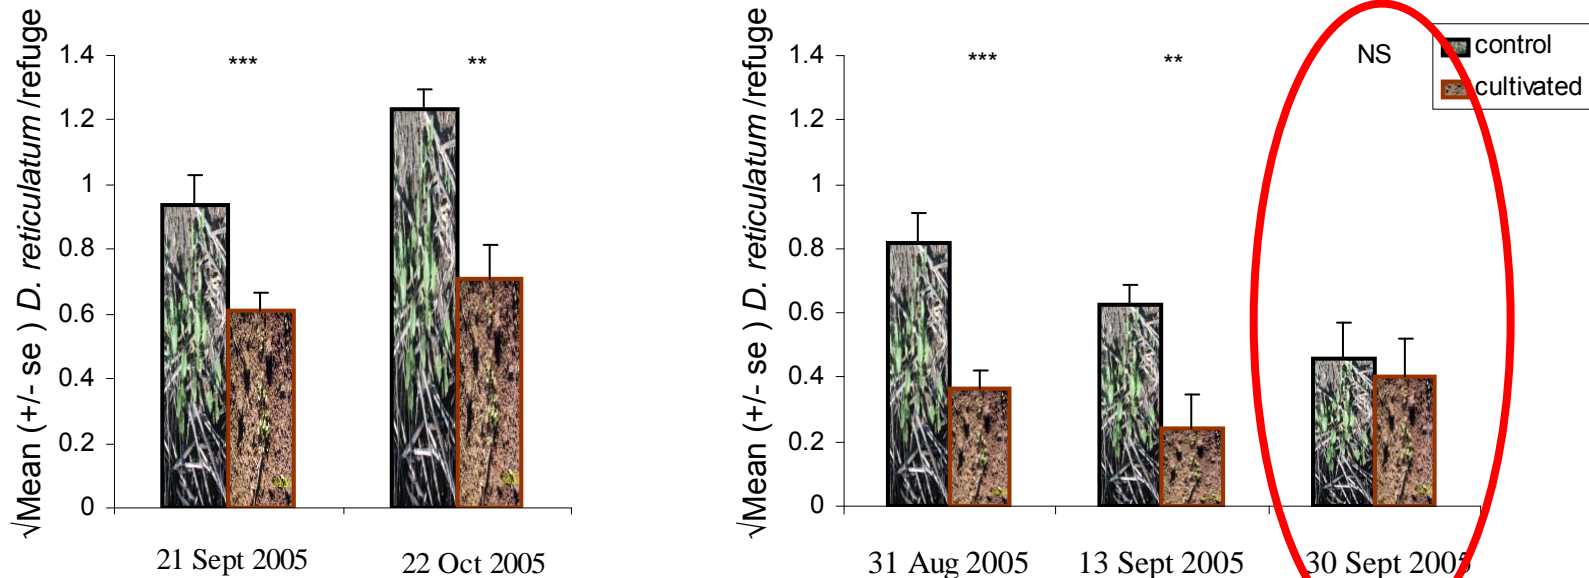 √Mean (+/- se ) D. reticulatum /refuge
1.4
1.2
1
0.8
0.6
0.4
0.2
0
***
**
21 Sept 2005
22 Oct 2005
√Mean (+/- se ) D. reticulatum /refuge
1.4
1.2
1
0.8
0.6
0.4
0.2
0
***
**
NS
control
cultivated
31 Aug 2005
13 Sept 2005
30 Sept 2005